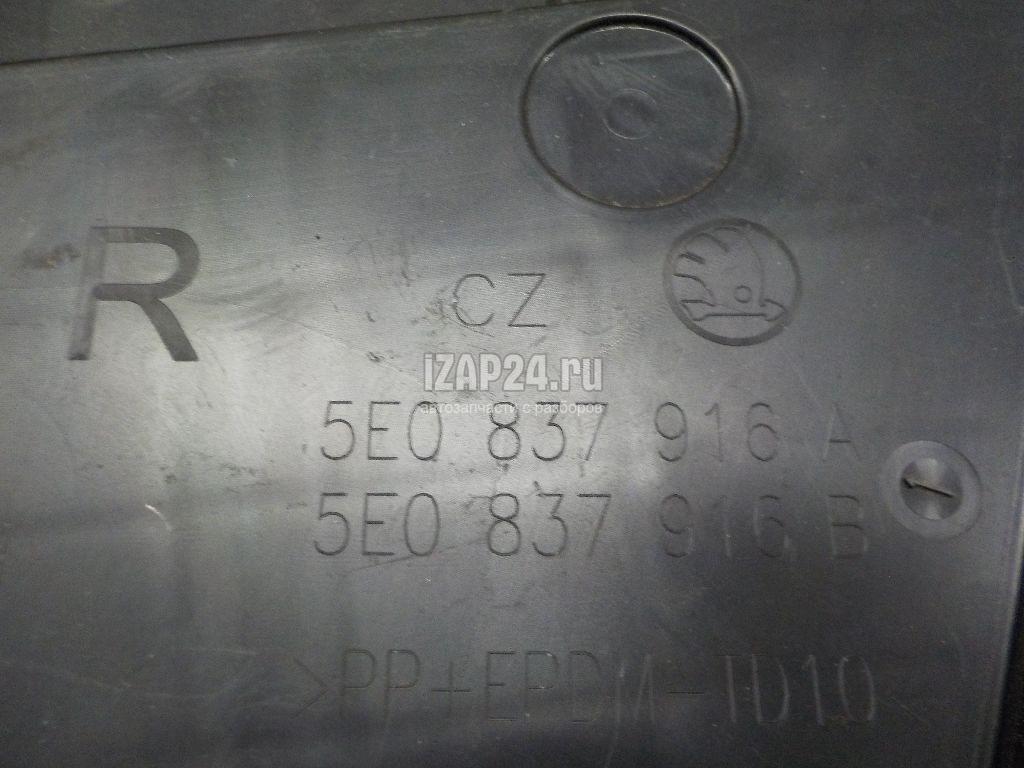 R
CZ
iZAP24.ru
автозапчасти с разборов
5E0 837 916 A
5E0 837 916 B
>PP+EPDM-TD10<